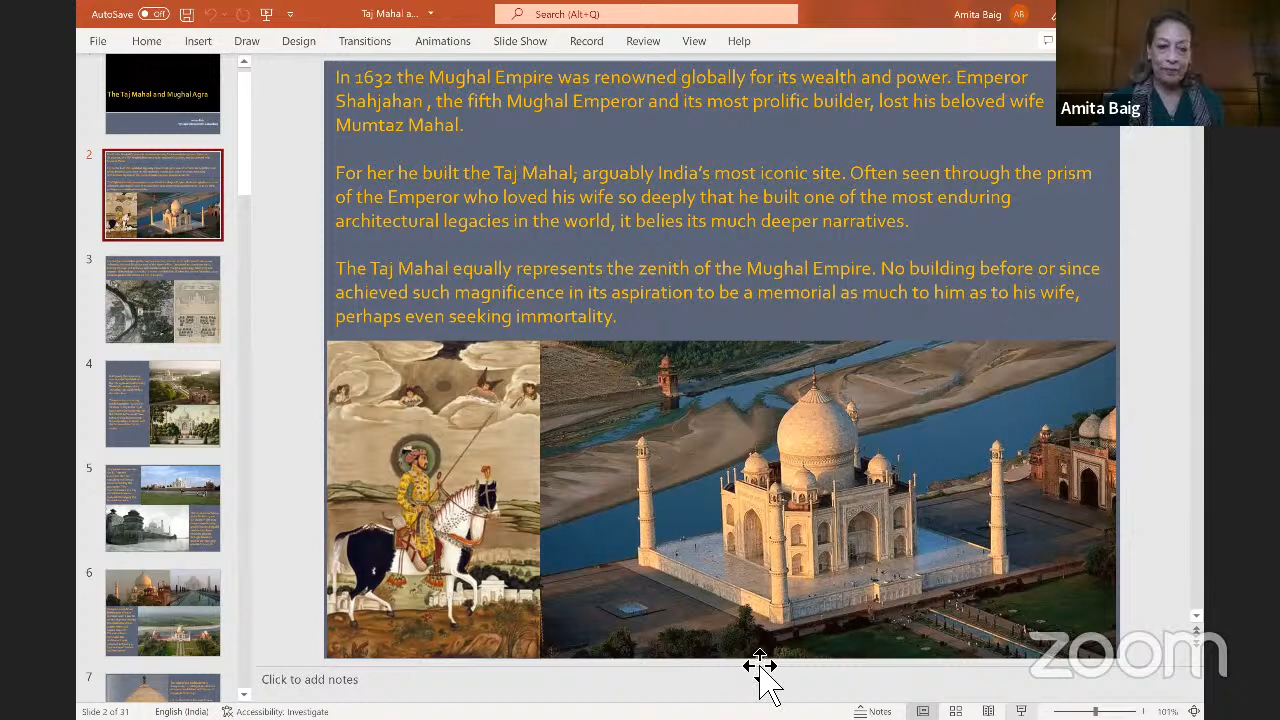 AutoSave Off Taj Mahal a... Search (Alt+Q) Amita Baig AB
File Home Insert Draw Design Transitions Animations Slide Show Record Review View Help
Amita Baig
The Taj Mahal and Mughal Agra
2
3
4
5
6
7
In 1632 the Mughal Empire was renowned globally for its wealth and power. Emperor
Shahjahan , the fifth Mughal Emperor and its most prolific builder, lost his beloved wife
Mumtaz Mahal.
For her he built the Taj Mahal; arguably India's most iconic site. Often seen through the prism
of the Emperor who loved his wife so deeply that he built one of the most enduring
architectural legacies in the world, it belies its much deeper narratives.
The Taj Mahal equally represents the zenith of the Mughal Empire. No building before or since
achieved such magnificence in its aspiration to be a memorial as much to him as to his wife,
perhaps even seeking immortality.
zoom
Click to add notes
Slide 2 of 31 English (India) Accessibility: Investigate Notes 101%